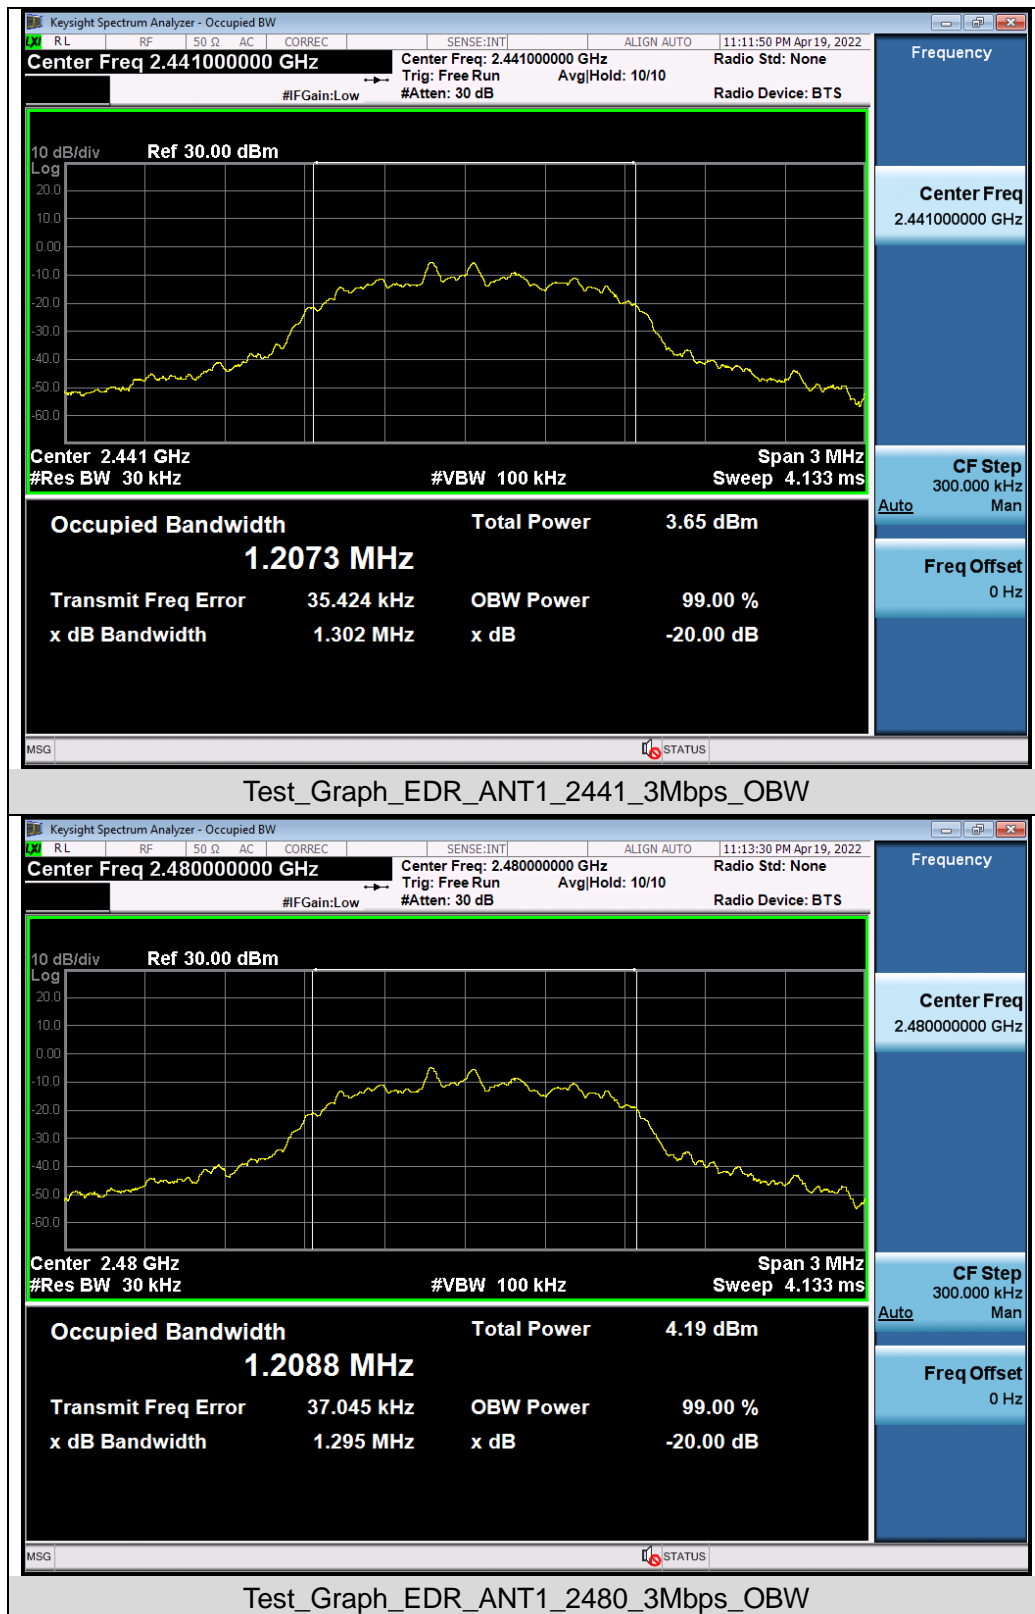 Keysight Spectrum Analyzer - Occupied BW
LXI RL RF 50 Ω AC CORREC SENSE:INT ALIGN AUTO 11:11:50 PM Apr 19, 2022
Center Freq 2.441000000 GHz
Center Freq: 2.441000000 GHz
Radio Std: None
Trig: Free Run Avg|Hold: 10/10
#IFGain:Low
#Atten: 30 dB
Radio Device: BTS
Frequency
10 dB/div Ref 30.00 dBm
Log
20.0
10.0
0.00
-10.0
-20.0
-30.0
-40.0
-50.0
-60.0
Center Freq
2.441000000 GHz
Center 2.441 GHz Span 3 MHz
#Res BW 30 kHz #VBW 100 kHz Sweep 4.133 ms
CF Step
300.000 kHz
Auto Man
Occupied Bandwidth Total Power 3.65 dBm
1.2073 MHz
Transmit Freq Error 35.424 kHz OBW Power 99.00 %
x dB Bandwidth 1.302 MHz x dB -20.00 dB
Freq Offset
0 Hz
MSG STATUS
Test_Graph_EDR_ANT1_2441_3Mbps_OBW
Keysight Spectrum Analyzer - Occupied BW
LXI RL RF 50 Ω AC CORREC SENSE:INT ALIGN AUTO 11:13:30 PM Apr 19, 2022
Center Freq 2.480000000 GHz
Center Freq: 2.480000000 GHz
Radio Std: None
Trig: Free Run Avg|Hold: 10/10
#IFGain:Low
#Atten: 30 dB
Radio Device: BTS
Frequency
10 dB/div Ref 30.00 dBm
Log
20.0
10.0
0.00
-10.0
-20.0
-30.0
-40.0
-50.0
-60.0
Center Freq
2.480000000 GHz
Center 2.48 GHz Span 3 MHz
#Res BW 30 kHz #VBW 100 kHz Sweep 4.133 ms
CF Step
300.000 kHz
Auto Man
Occupied Bandwidth Total Power 4.19 dBm
1.2088 MHz
Transmit Freq Error 37.045 kHz OBW Power 99.00 %
x dB Bandwidth 1.295 MHz x dB -20.00 dB
Freq Offset
0 Hz
MSG STATUS
Test_Graph_EDR_ANT1_2480_3Mbps_OBW